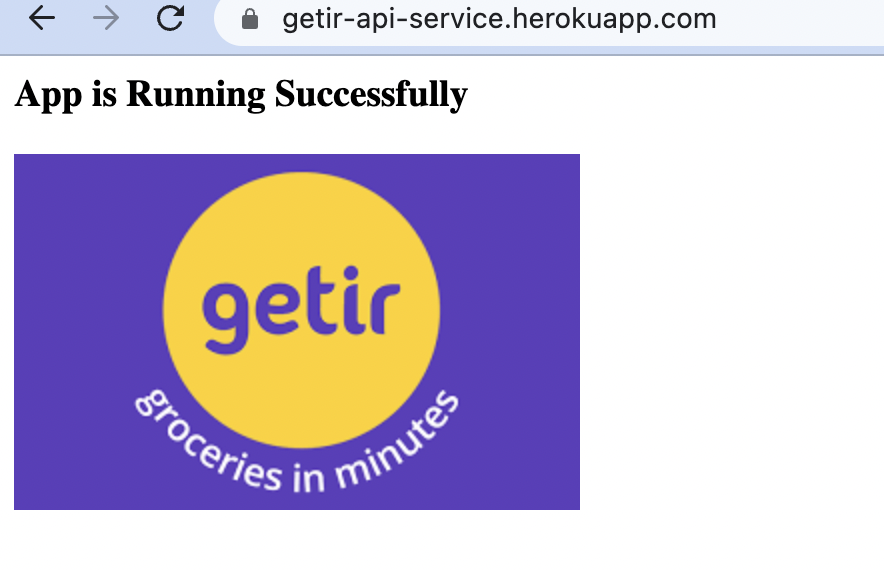 getir-api-service.herokuapp.com
App is Running Successfully
getir
groceries in minutes